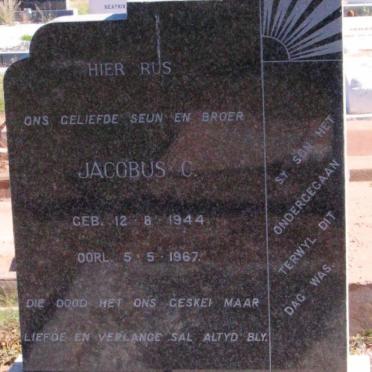 BEATRIX
HIER RUS
ONS GELIEFDE SEUN EN BROER
JACOBUS C.
GEB. 12 - 8 - 1944
OORL. 5 - 5 - 1967.
DIE DOOD HET ONS GESKEI MAAR
LIEFDE EN VERLANGE SAL ALTYD BLY.
SY SON HET
ONDERGEGAAN
TERWYL DIT
DAG WAS.